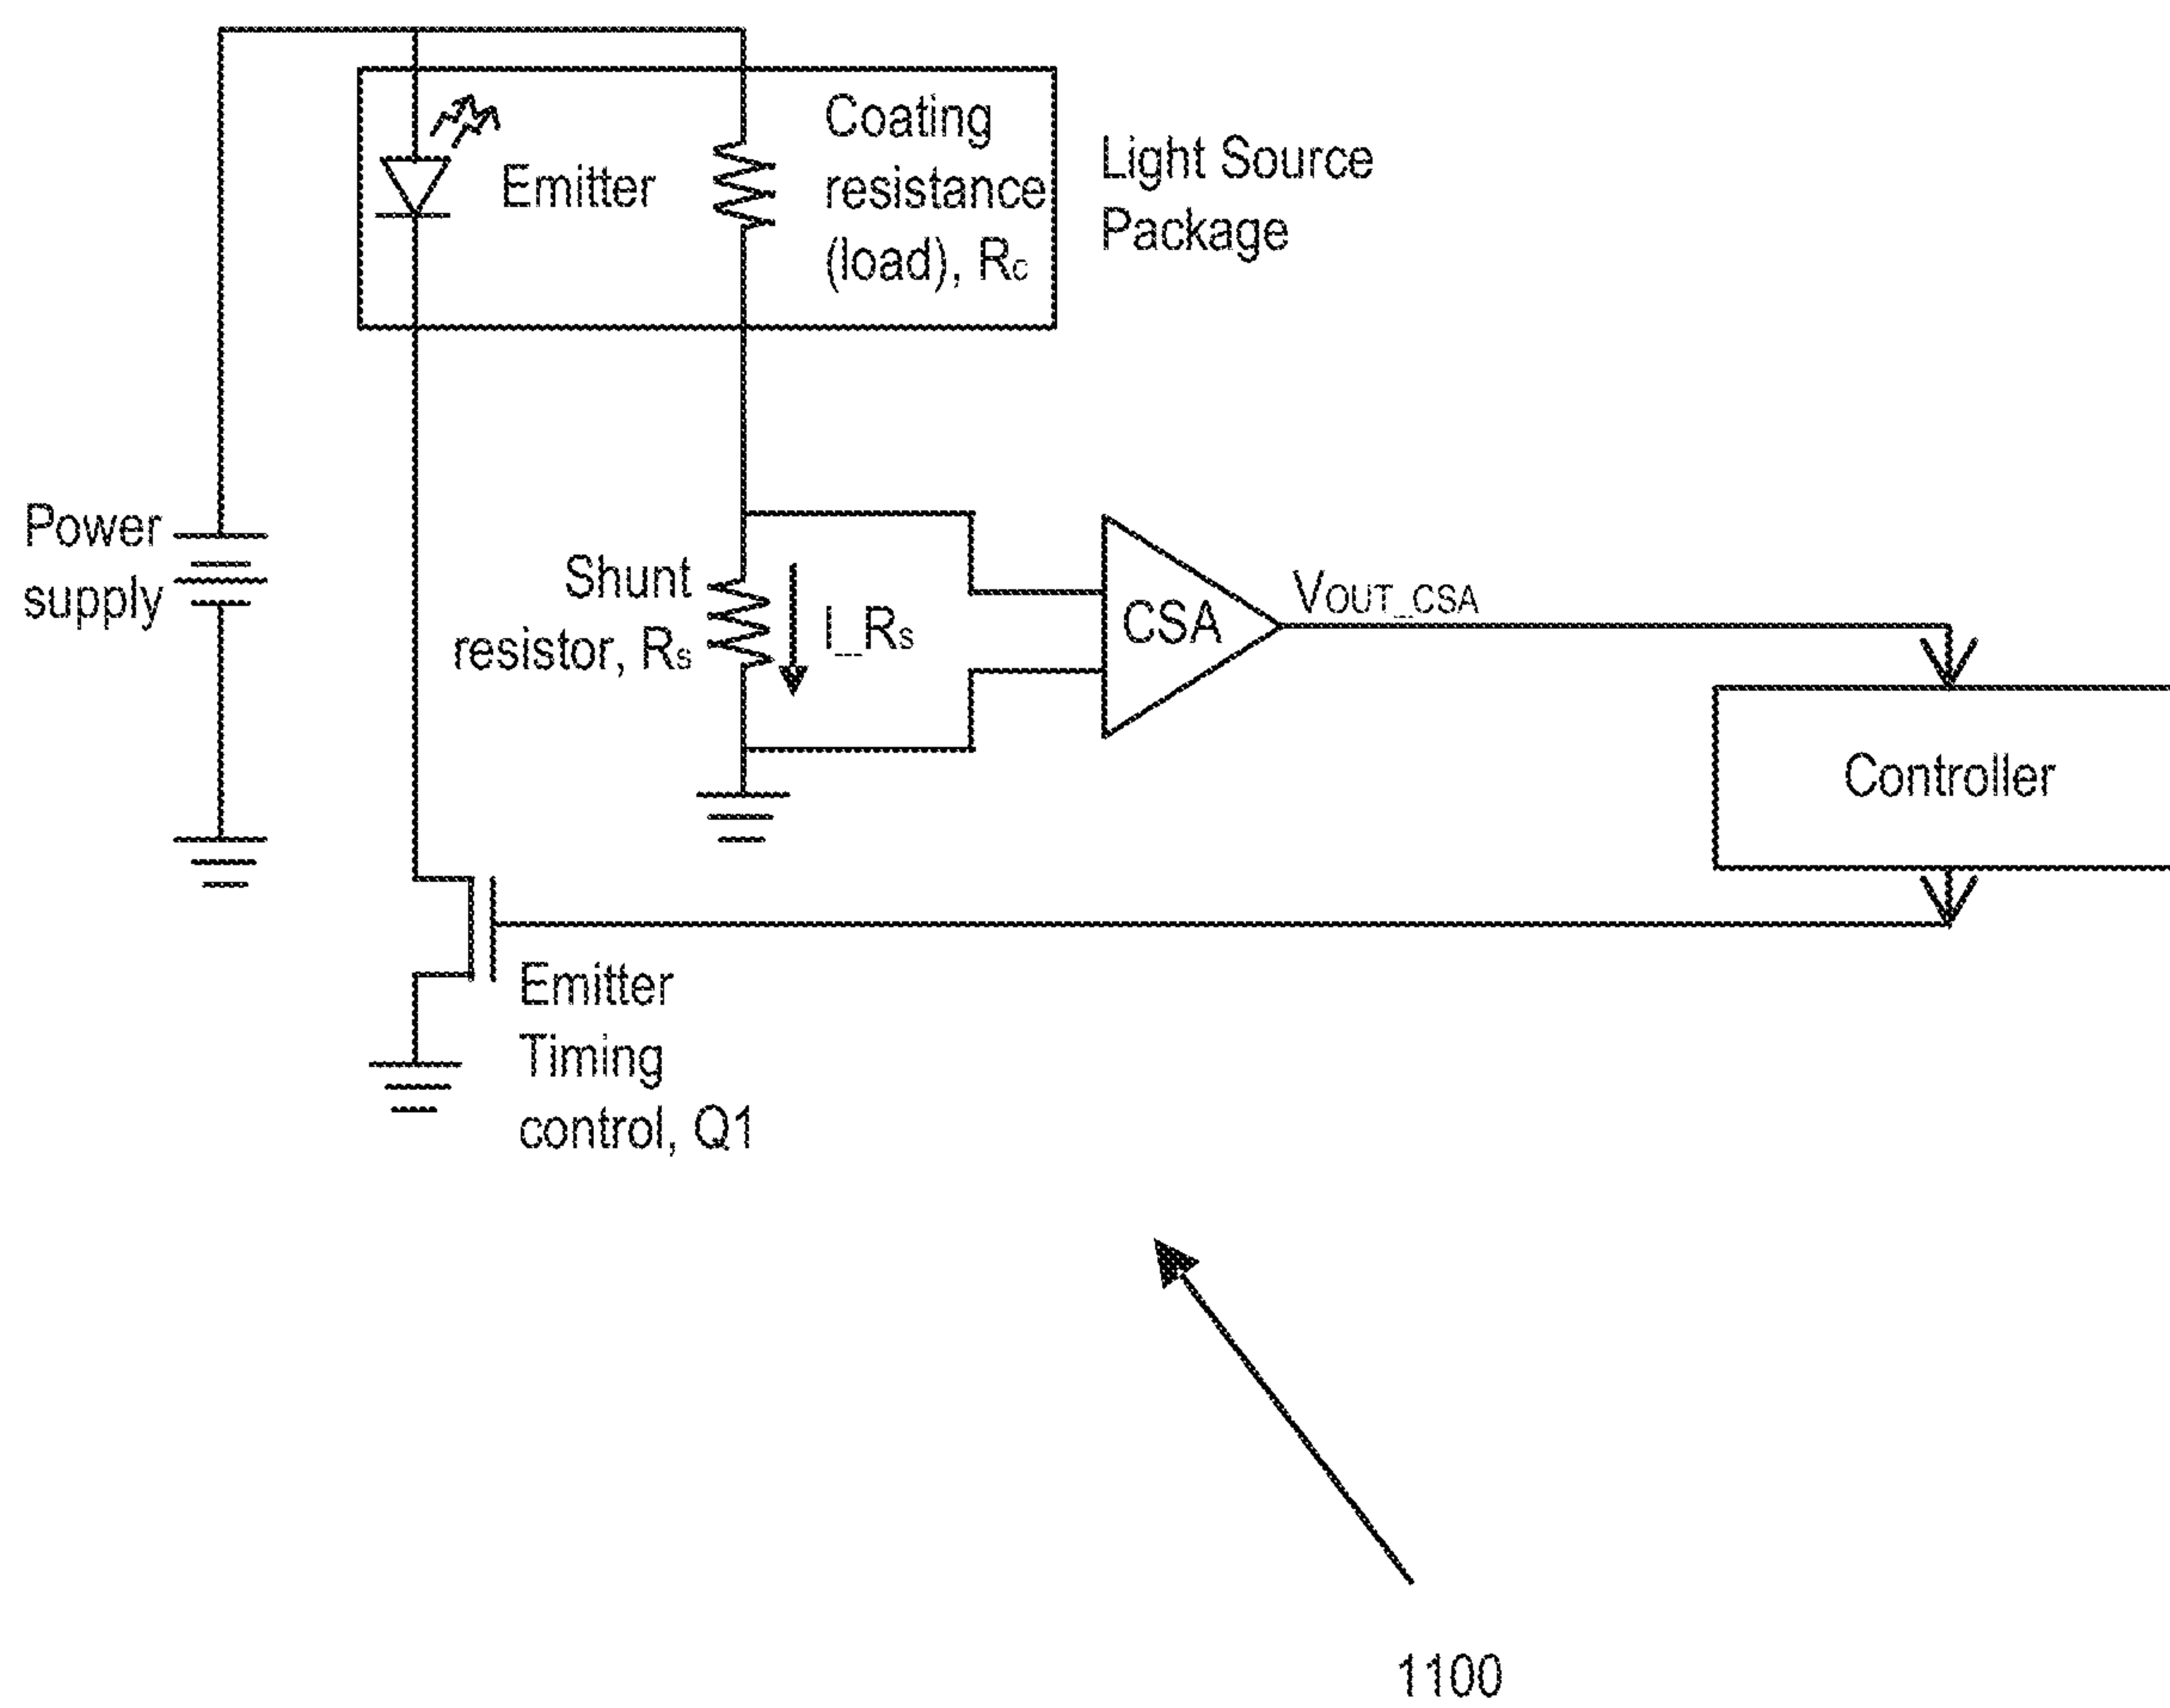 Coating
resistance
(load), Rc
Emitter
Light Source
Package
Power
supply
Shunt
resistor, Rs
I_Rs
CSA
VOUT_CSA
Controller
Emitter
Timing
control, Q1
1100